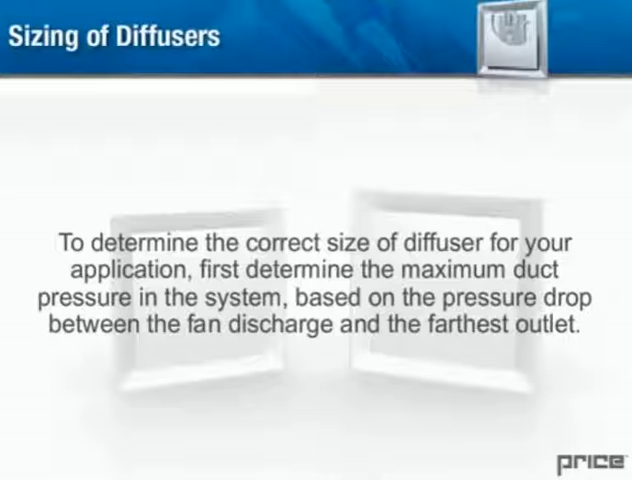 Sizing of Diffusers
To determine the correct size of diffuser for your
application, first determine the maximum duct
pressure in the system, based on the pressure drop
between the fan discharge and the farthest outlet.
price